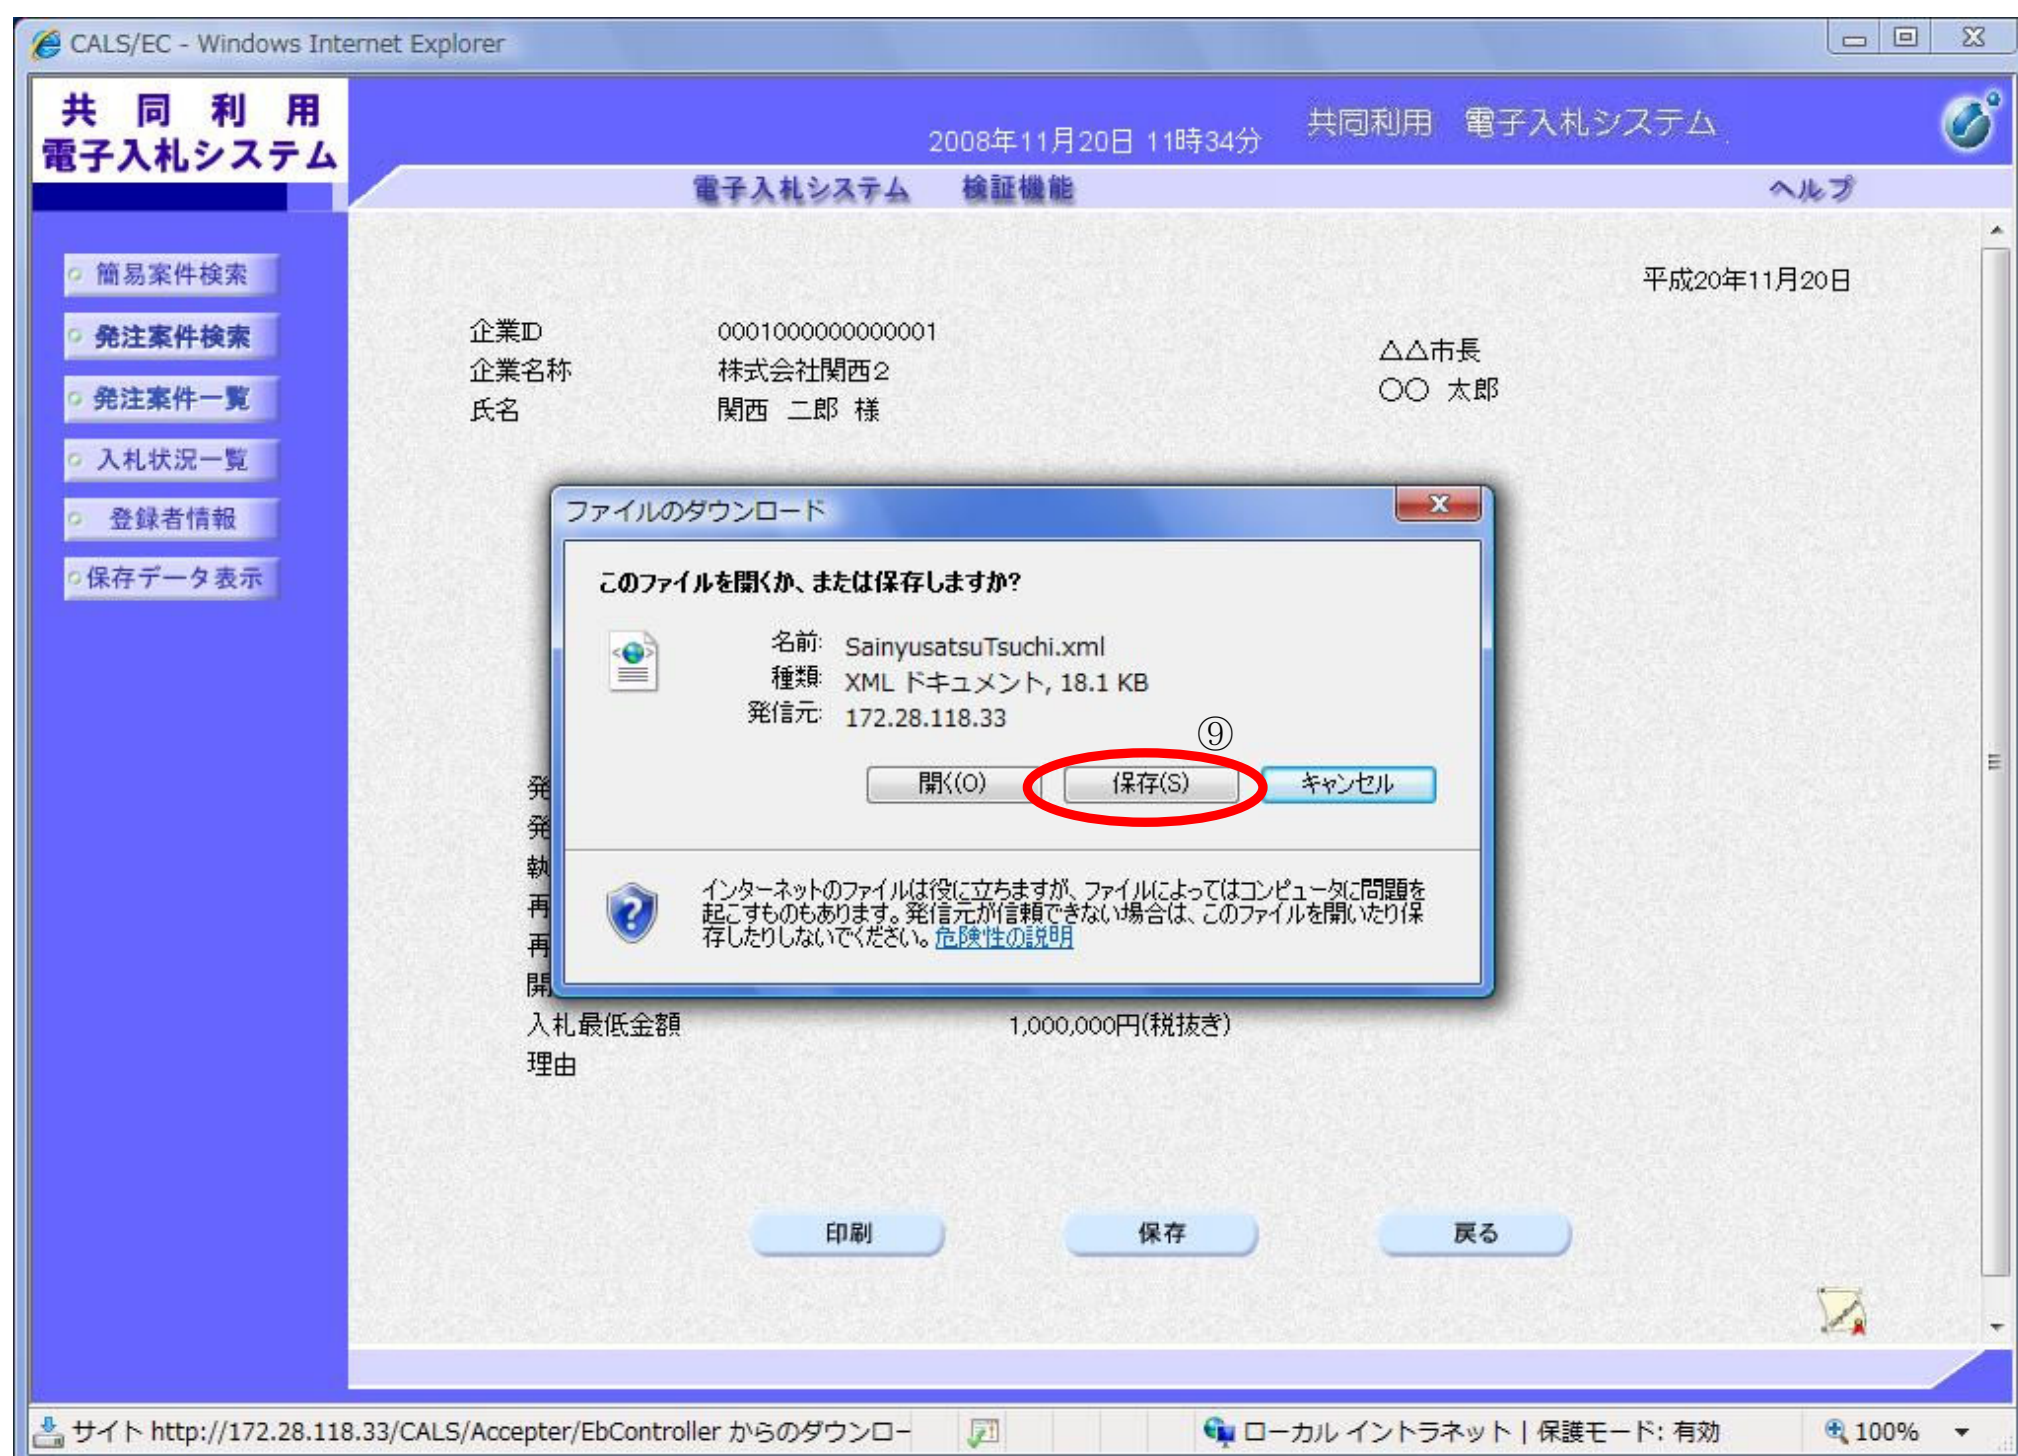 CALS/EC - Windows Internet Explorer
共 同 利 用
電子入札システム
2008年11月20日 11時34分
共同利用 電子入札システム
電子入札システム 検証機能 ヘルプ
簡易案件検索
発注案件検索
発注案件一覧
入札状況一覧
登録者情報
保存データ表示
平成20年11月20日
企業ID 0001000000000001
企業名称 株式会社関西2
氏名 関西 二郎 様
△△市長
〇〇 太郎
ファイルのダウンロード
このファイルを開くか、または保存しますか?
名前: SainyusatsuTsuchi.xml
種類: XML ドキュメント, 18.1 KB
発信元: 172.28.118.33
⑨
開く(O) 保存(S) キャンセル
インターネットのファイルは役に立ちますが、ファイルによってはコンピュータに問題を
起こすものもあります。発信元が信頼できない場合は、このファイルを開いたり保
存したりしないでください。危険性の説明
発
発
執
再
再
開
入札最低金額 1,000,000円(税抜き)
理由
印刷 保存 戻る
サイト http://172.28.118.33/CALS/Accepter/EbController からのダウンロー
ローカル イントラネット | 保護モード: 有効
100%